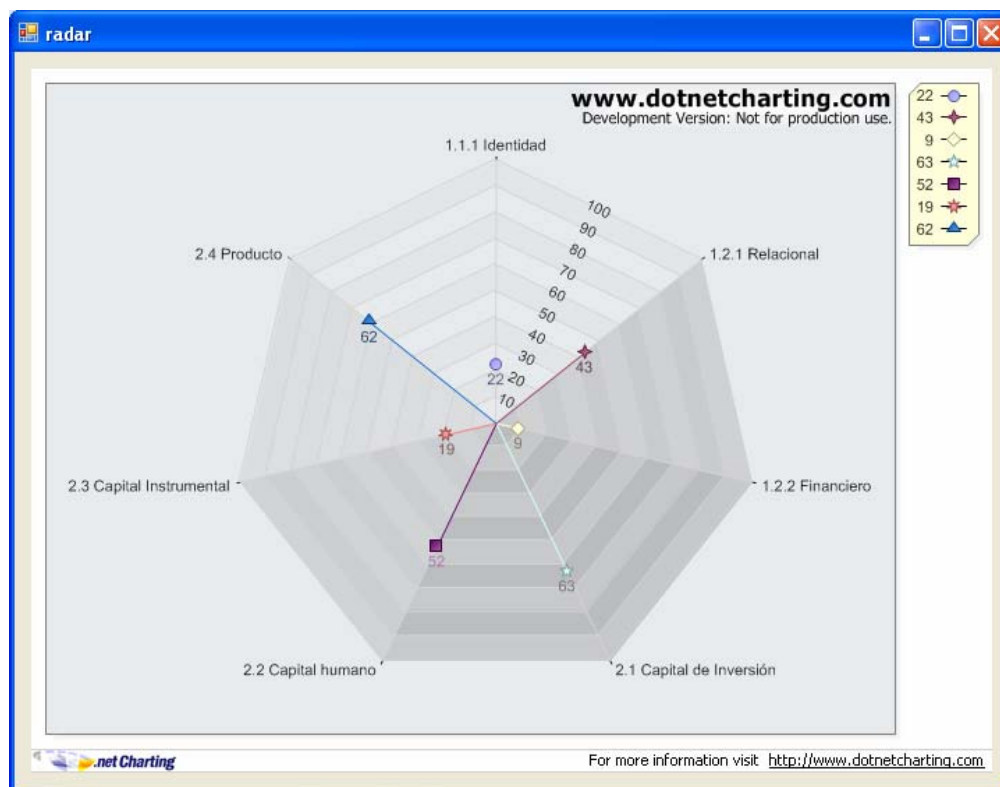 radar
www.dotnetcharting.com
Development Version: Not for production use.
22
43
9
63
52
19
62
1.1.1 Identidad
100
90
80
70
60
50
40
30
20
10
2.4 Producto
1.2.1 Relacional
62
22
43
19
9
2.3 Capital Instrumental
1.2.2 Financiero
52
63
2.2 Capital humano
2.1 Capital de Inversión
.net Charting
For more information visit http://www.dotnetcharting.com